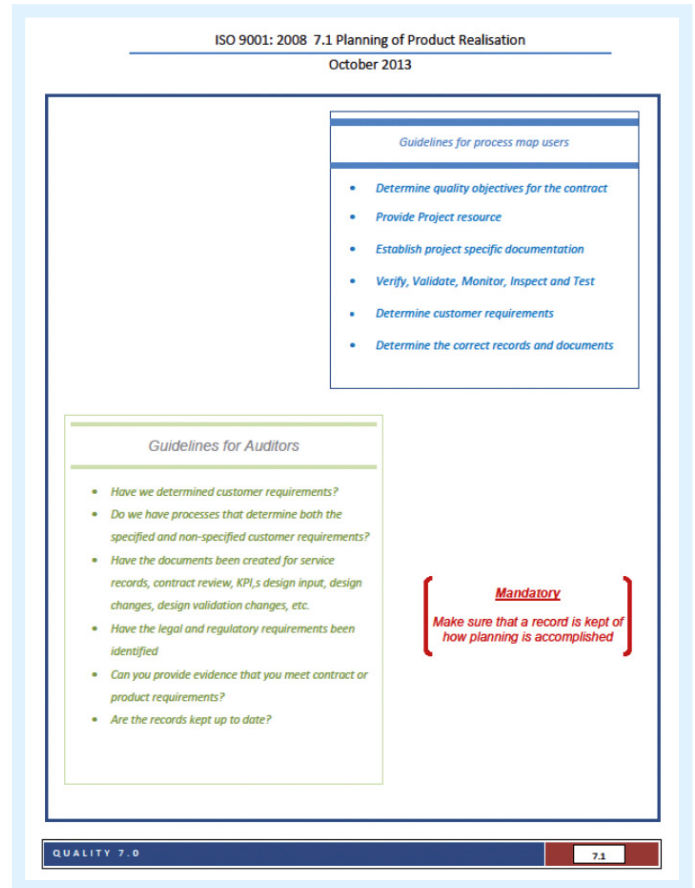 ISO 9001: 2008 7.1 Planning of Product Realisation
October 2013
Guidelines for process map users
• Determine quality objectives for the contract
• Provide Project resource
• Establish project specific documentation
• Verify, Validate, Monitor, Inspect and Test
• Determine customer requirements
• Determine the correct records and documents
Guidelines for Auditors
• Have we determined customer requirements?
• Do we have processes that determine both the
specified and non-specified customer requirements?
• Have the documents been created for service
records, contract review, KPI,s design input, design
changes, design validation changes, etc.
• Have the legal and regulatory requirements been
identified
• Can you provide evidence that you meet contract or
product requirements?
• Are the records kept up to date?
Mandatory
Make sure that a record is kept of
how planning is accomplished
QUALITY 7.0
7.1